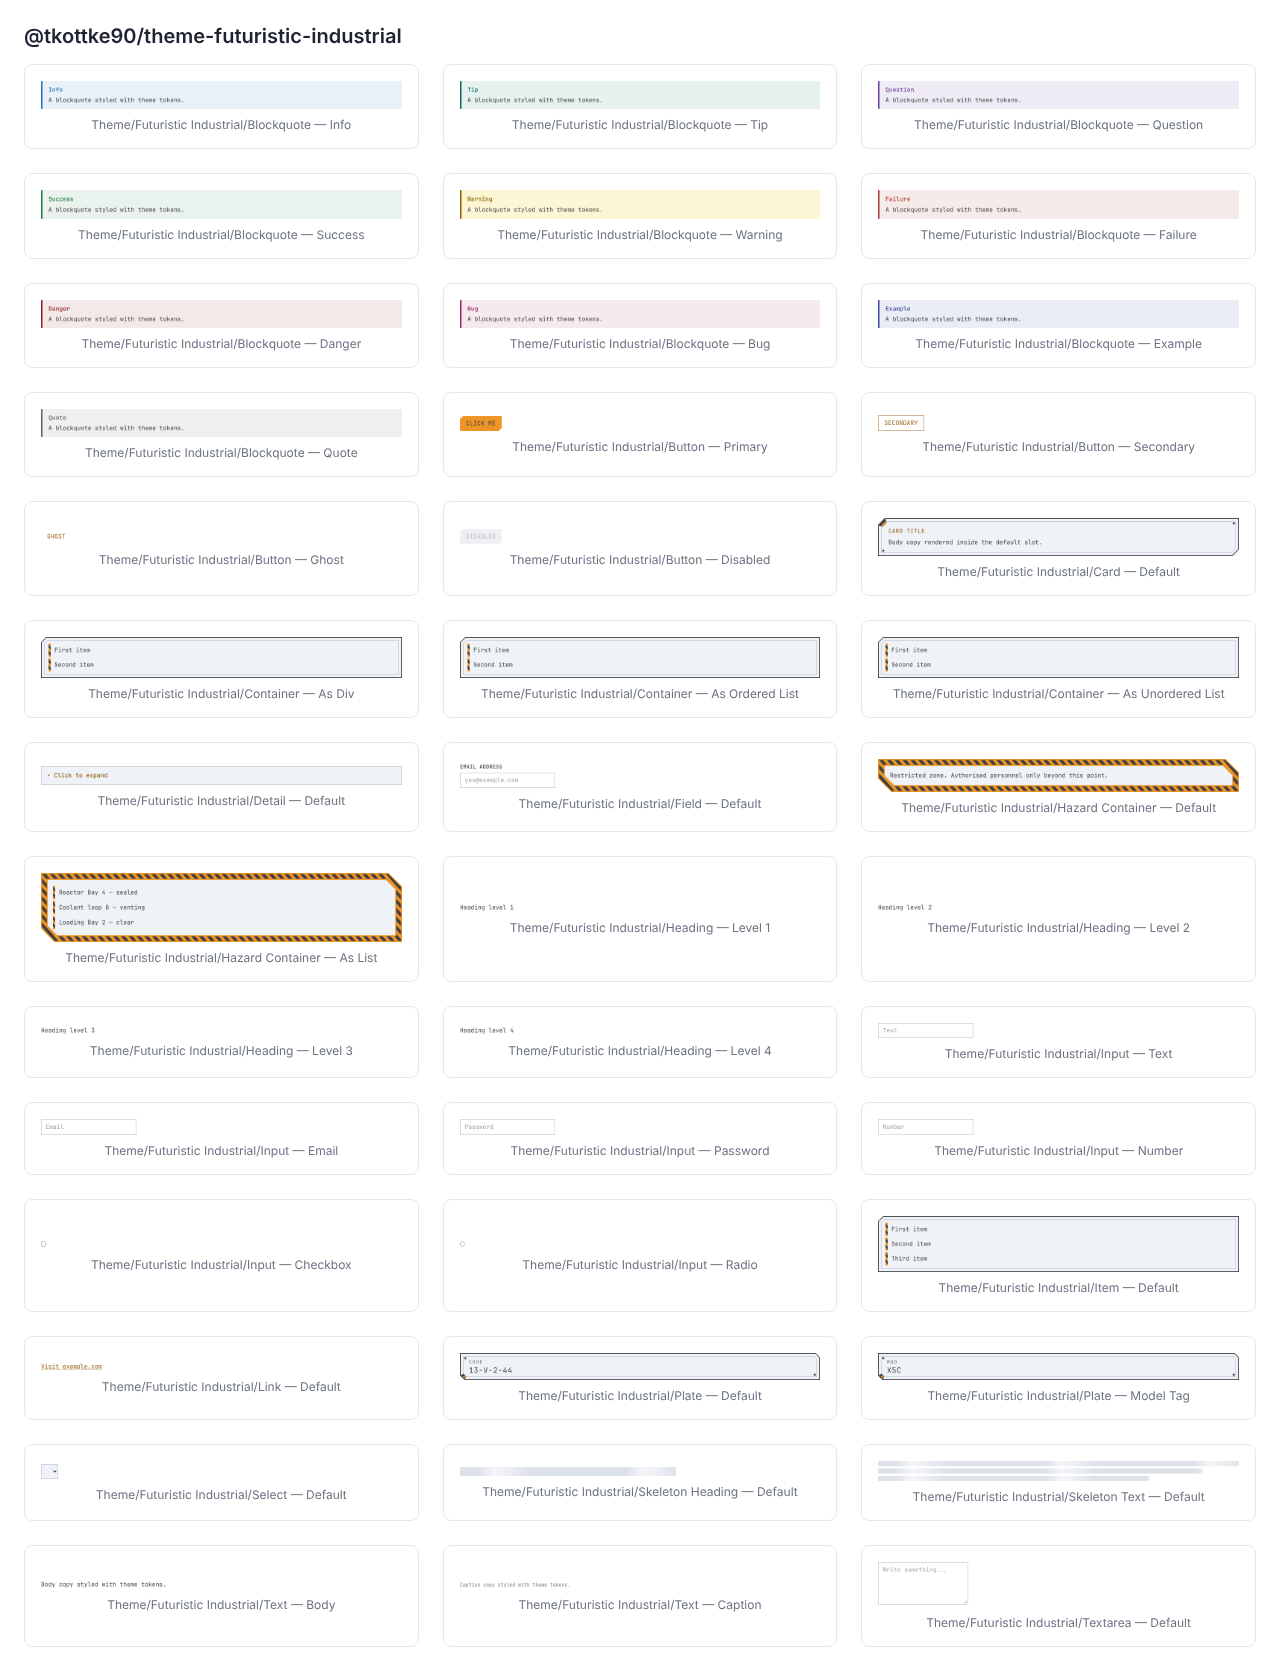 @tkottke90/theme-futuristic-industrial
Info
A blockquote styled with theme tokens.
Theme/Futuristic Industrial/Blockquote — Info
Tip
A blockquote styled with theme tokens.
Theme/Futuristic Industrial/Blockquote — Tip
Question
A blockquote styled with theme tokens.
Theme/Futuristic Industrial/Blockquote — Question
Success
A blockquote styled with theme tokens.
Theme/Futuristic Industrial/Blockquote — Success
Warning
A blockquote styled with theme tokens.
Theme/Futuristic Industrial/Blockquote — Warning
Failure
A blockquote styled with theme tokens.
Theme/Futuristic Industrial/Blockquote — Failure
Danger
A blockquote styled with theme tokens.
Theme/Futuristic Industrial/Blockquote — Danger
Bug
A blockquote styled with theme tokens.
Theme/Futuristic Industrial/Blockquote — Bug
Example
A blockquote styled with theme tokens.
Theme/Futuristic Industrial/Blockquote — Example
Quote
A blockquote styled with theme tokens.
Theme/Futuristic Industrial/Blockquote — Quote
CLICK ME
Theme/Futuristic Industrial/Button — Primary
SECONDARY
Theme/Futuristic Industrial/Button — Secondary
GHOST
Theme/Futuristic Industrial/Button — Ghost
DISABLED
Theme/Futuristic Industrial/Button — Disabled
CARD TITLE
Body copy rendered inside the default slot.
Theme/Futuristic Industrial/Card — Default
First item
Second item
Theme/Futuristic Industrial/Container — As Div
First item
Second item
Theme/Futuristic Industrial/Container — As Ordered List
First item
Second item
Theme/Futuristic Industrial/Container — As Unordered List
Click to expand
Theme/Futuristic Industrial/Detail — Default
EMAIL ADDRESS
you@example.com
Theme/Futuristic Industrial/Field — Default
Restricted zone. Authorised personnel only beyond this point.
Theme/Futuristic Industrial/Hazard Container — Default
Reactor Bay 4 — sealed
Coolant loop B — venting
Loading Bay 2 — clear
Theme/Futuristic Industrial/Hazard Container — As List
Heading level 1
Theme/Futuristic Industrial/Heading — Level 1
Heading level 2
Theme/Futuristic Industrial/Heading — Level 2
Heading level 3
Theme/Futuristic Industrial/Heading — Level 3
Heading level 4
Theme/Futuristic Industrial/Heading — Level 4
Text
Theme/Futuristic Industrial/Input — Text
Email
Theme/Futuristic Industrial/Input — Email
Password
Theme/Futuristic Industrial/Input — Password
Number
Theme/Futuristic Industrial/Input — Number
Theme/Futuristic Industrial/Input — Checkbox
Theme/Futuristic Industrial/Input — Radio
First item
Second item
Third item
Theme/Futuristic Industrial/Item — Default
Visit example.com
Theme/Futuristic Industrial/Link — Default
CODE
13-V-2-44
Theme/Futuristic Industrial/Plate — Default
X5C
Theme/Futuristic Industrial/Plate — Model Tag
Theme/Futuristic Industrial/Select — Default
Theme/Futuristic Industrial/Skeleton Heading — Default
Theme/Futuristic Industrial/Skeleton Text — Default
Body copy styled with theme tokens.
Theme/Futuristic Industrial/Text — Body
Caption copy styled with theme tokens.
Theme/Futuristic Industrial/Text — Caption
Write something...
Theme/Futuristic Industrial/Textarea — Default